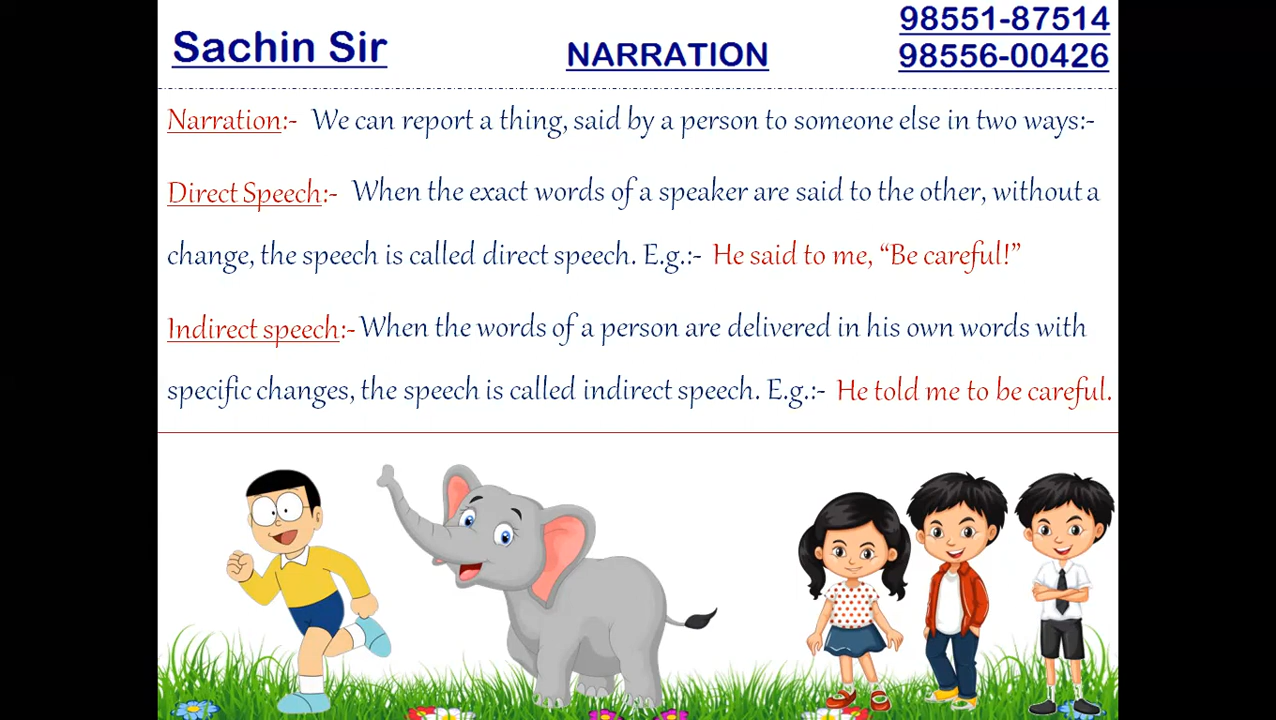 Sachin Sir
NARRATION
98551-87514
98556-00426
Narration:- We can report a thing, said by a person to someone else in two ways:-
Direct Speech:- When the exact words of a speaker are said to the other, without a
change, the speech is called direct speech. E.g.:- He said to me, “Be careful!”
Indirect speech:- When the words of a person are delivered in his own words with
specific changes, the speech is called indirect speech. E.g.:- He told me to be careful.